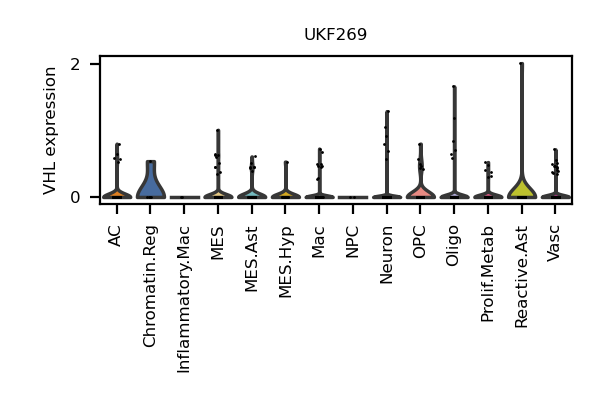 UKF269
VHL expression
2
0
AC
Chromatin.Reg
Inflammatory.Mac
MES
MES.Ast
MES.Hyp
Mac
NPC
Neuron
OPC
Oligo
Prolif.Metab
Reactive.Ast
Vasc